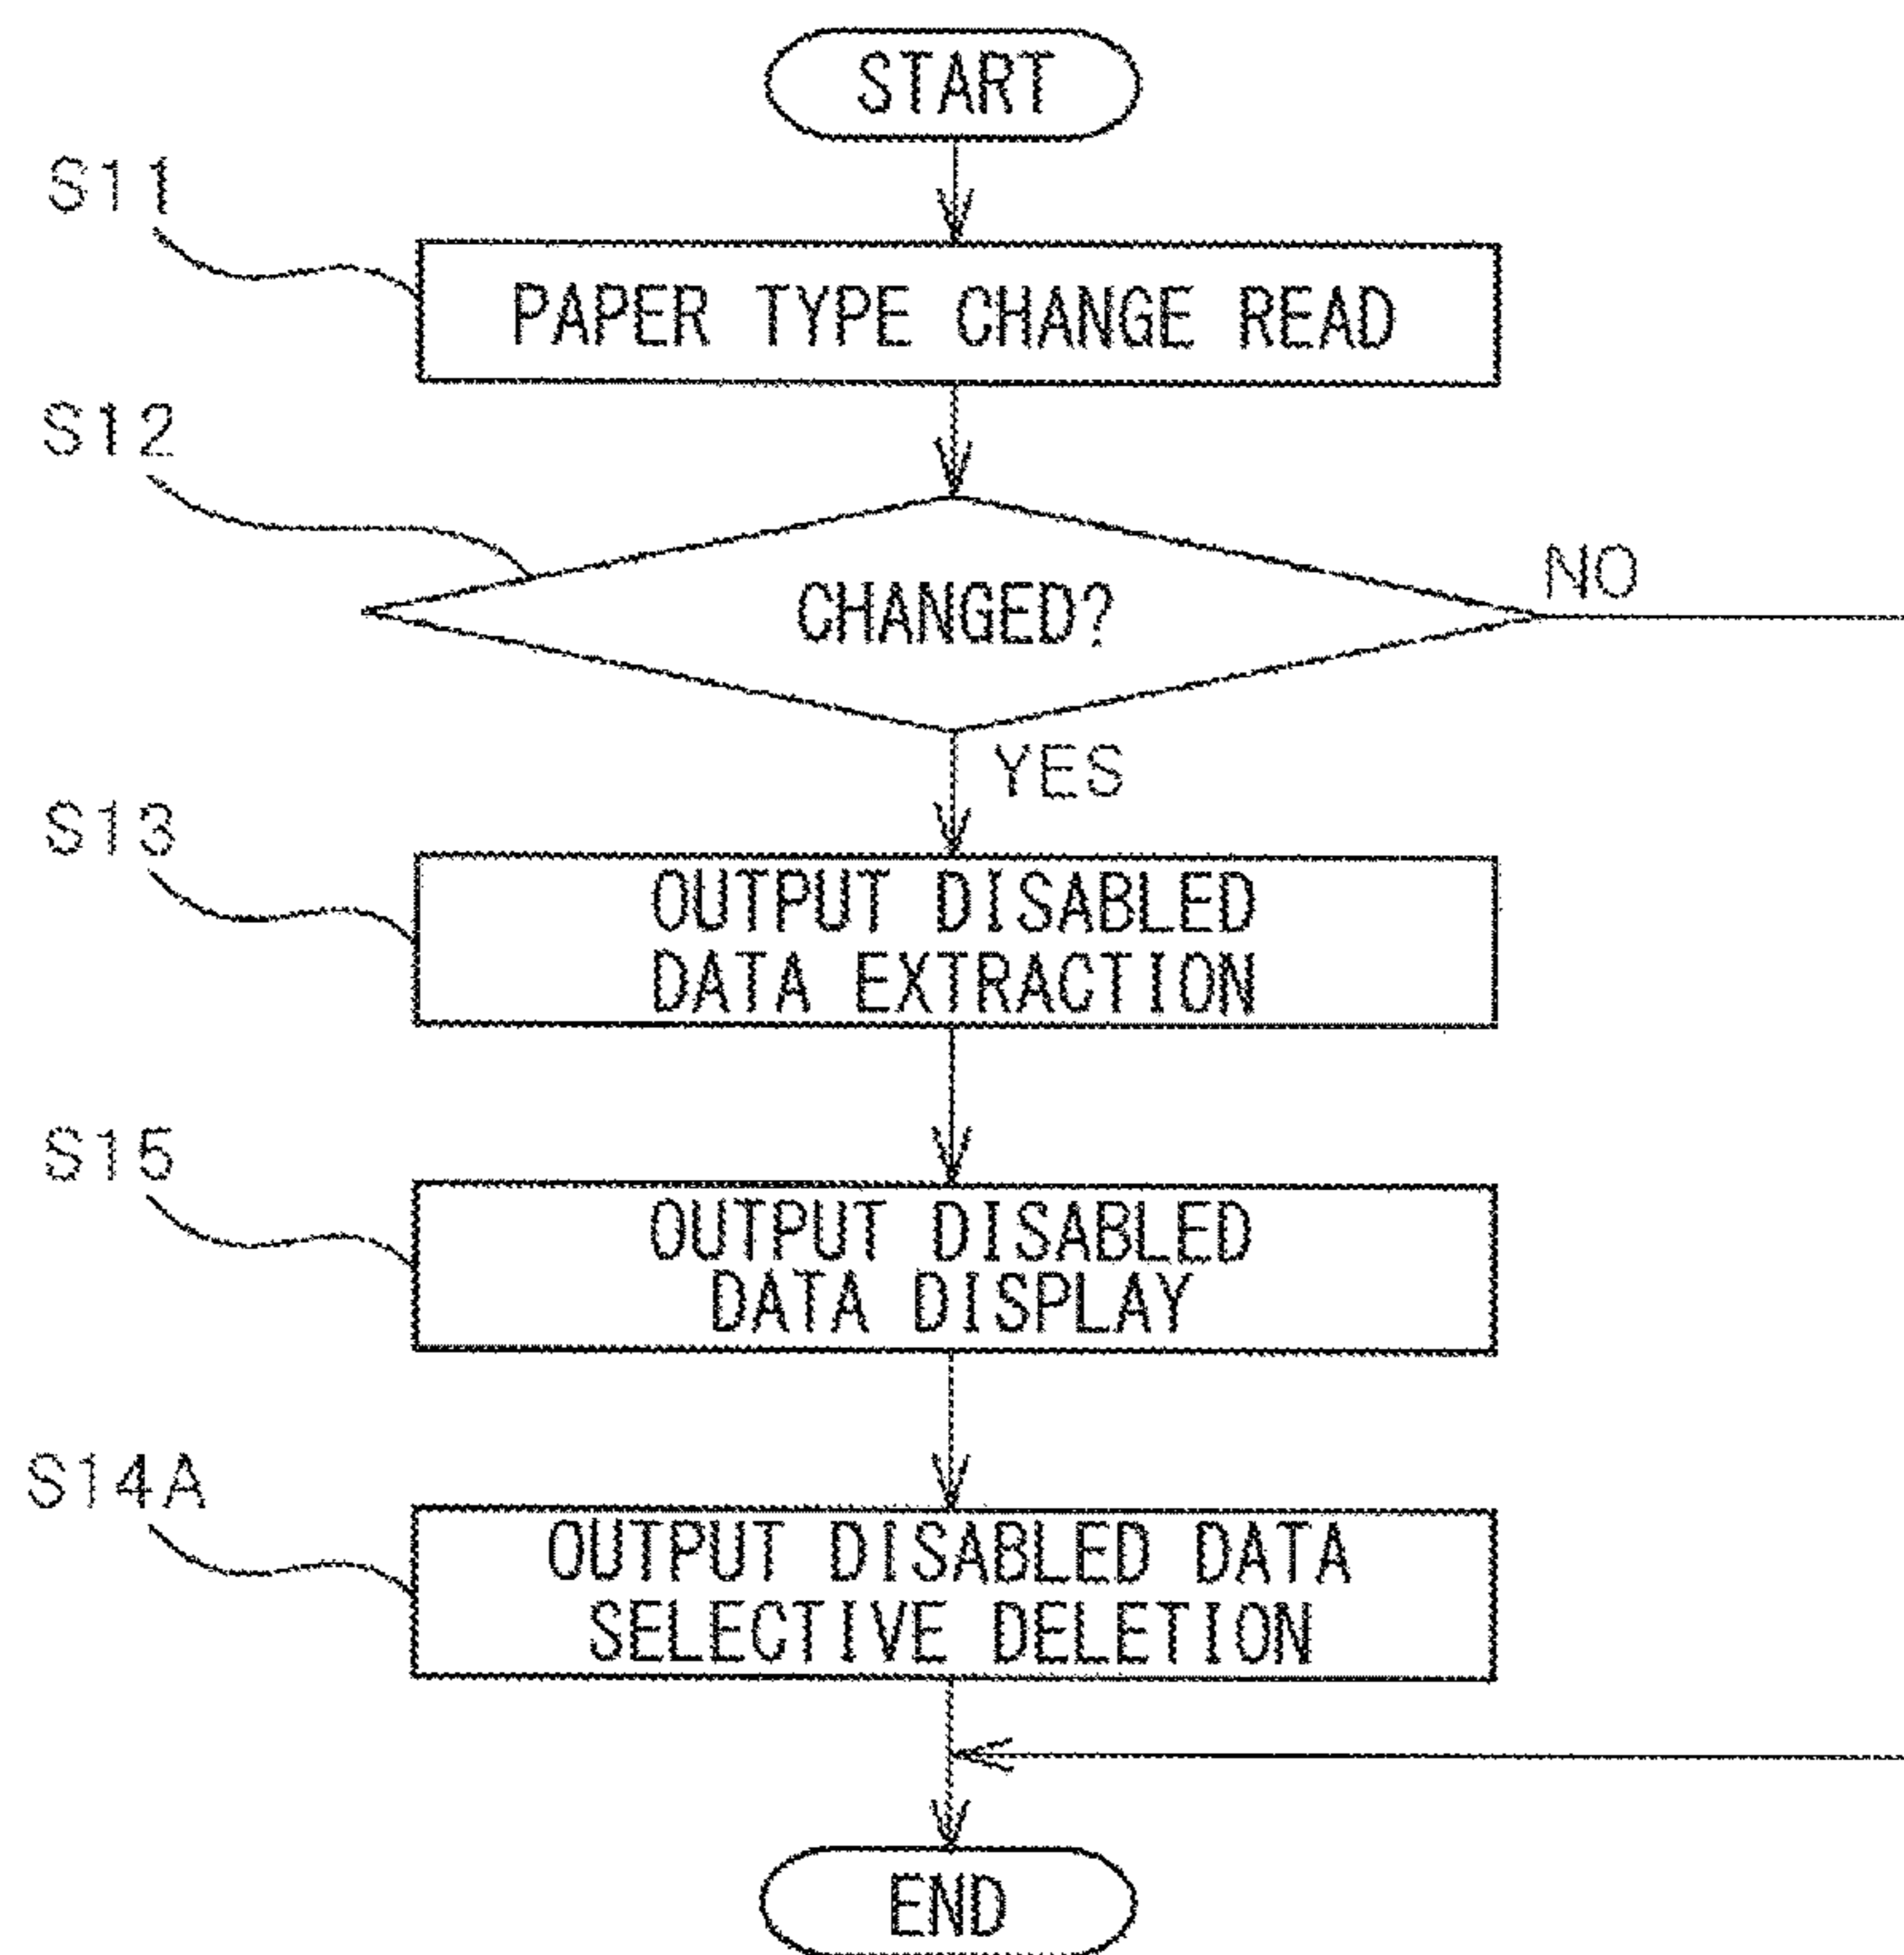 START
S11
PAPER TYPE CHANGE READ
S12
CHANGED?
NO
YES
S13
OUTPUT DISABLED
DATA EXTRACTION
S15
OUTPUT DISABLED
DATA DISPLAY
S14A
OUTPUT DISABLED DATA
SELECTIVE DELETION
END